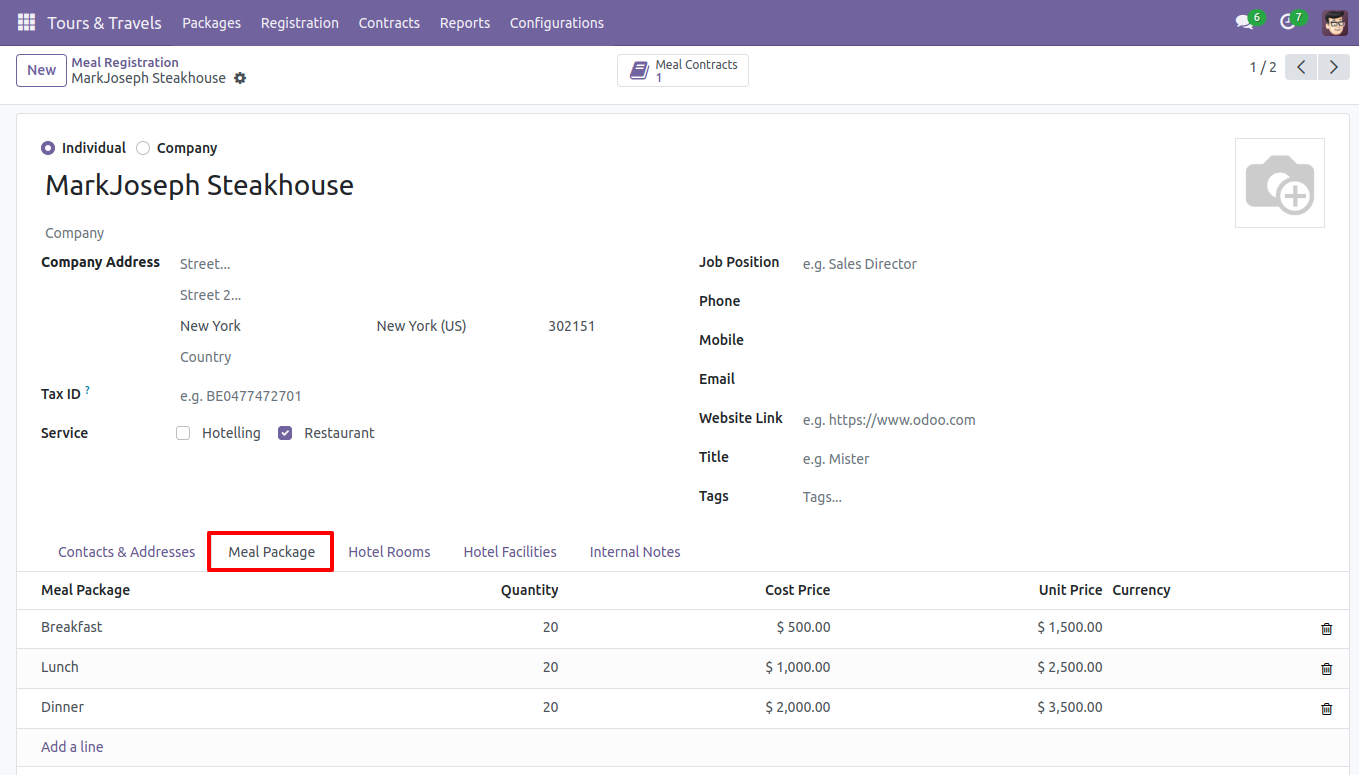 Tours & Travels Packages Registration Contracts Reports Configurations 6 7
New Meal Registration Meal Contracts 1 / 2
MarkJoseph Steakhouse 1
Individual Company
MarkJoseph Steakhouse
Company
Company Address Street... Job Position e.g. Sales Director
Street 2... Phone
New York New York (US) 302151 Mobile
Country Email
Tax ID ? e.g. BE0477472701 Website Link e.g. https://www.odoo.com
Service Hotelling Restaurant Title e.g. Mister
Tags Tags...
Contacts & Addresses Meal Package Hotel Rooms Hotel Facilities Internal Notes
Meal Package Quantity Cost Price Unit Price Currency
Breakfast 20 $ 500.00 $ 1,500.00
Lunch 20 $ 1,000.00 $ 2,500.00
Dinner 20 $ 2,000.00 $ 3,500.00
Add a line